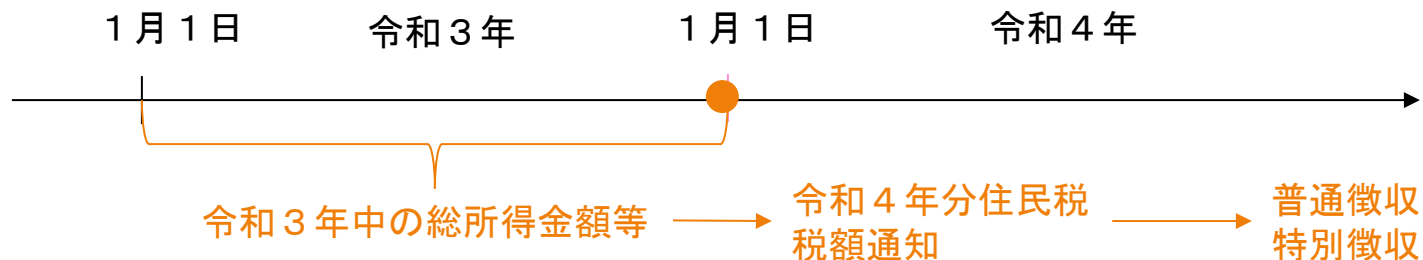 １月１日 令和３年 １月１日 令和４年
令和３年中の総所得金額等
令和４年分住民税
税額通知
普通徴収
特別徴収